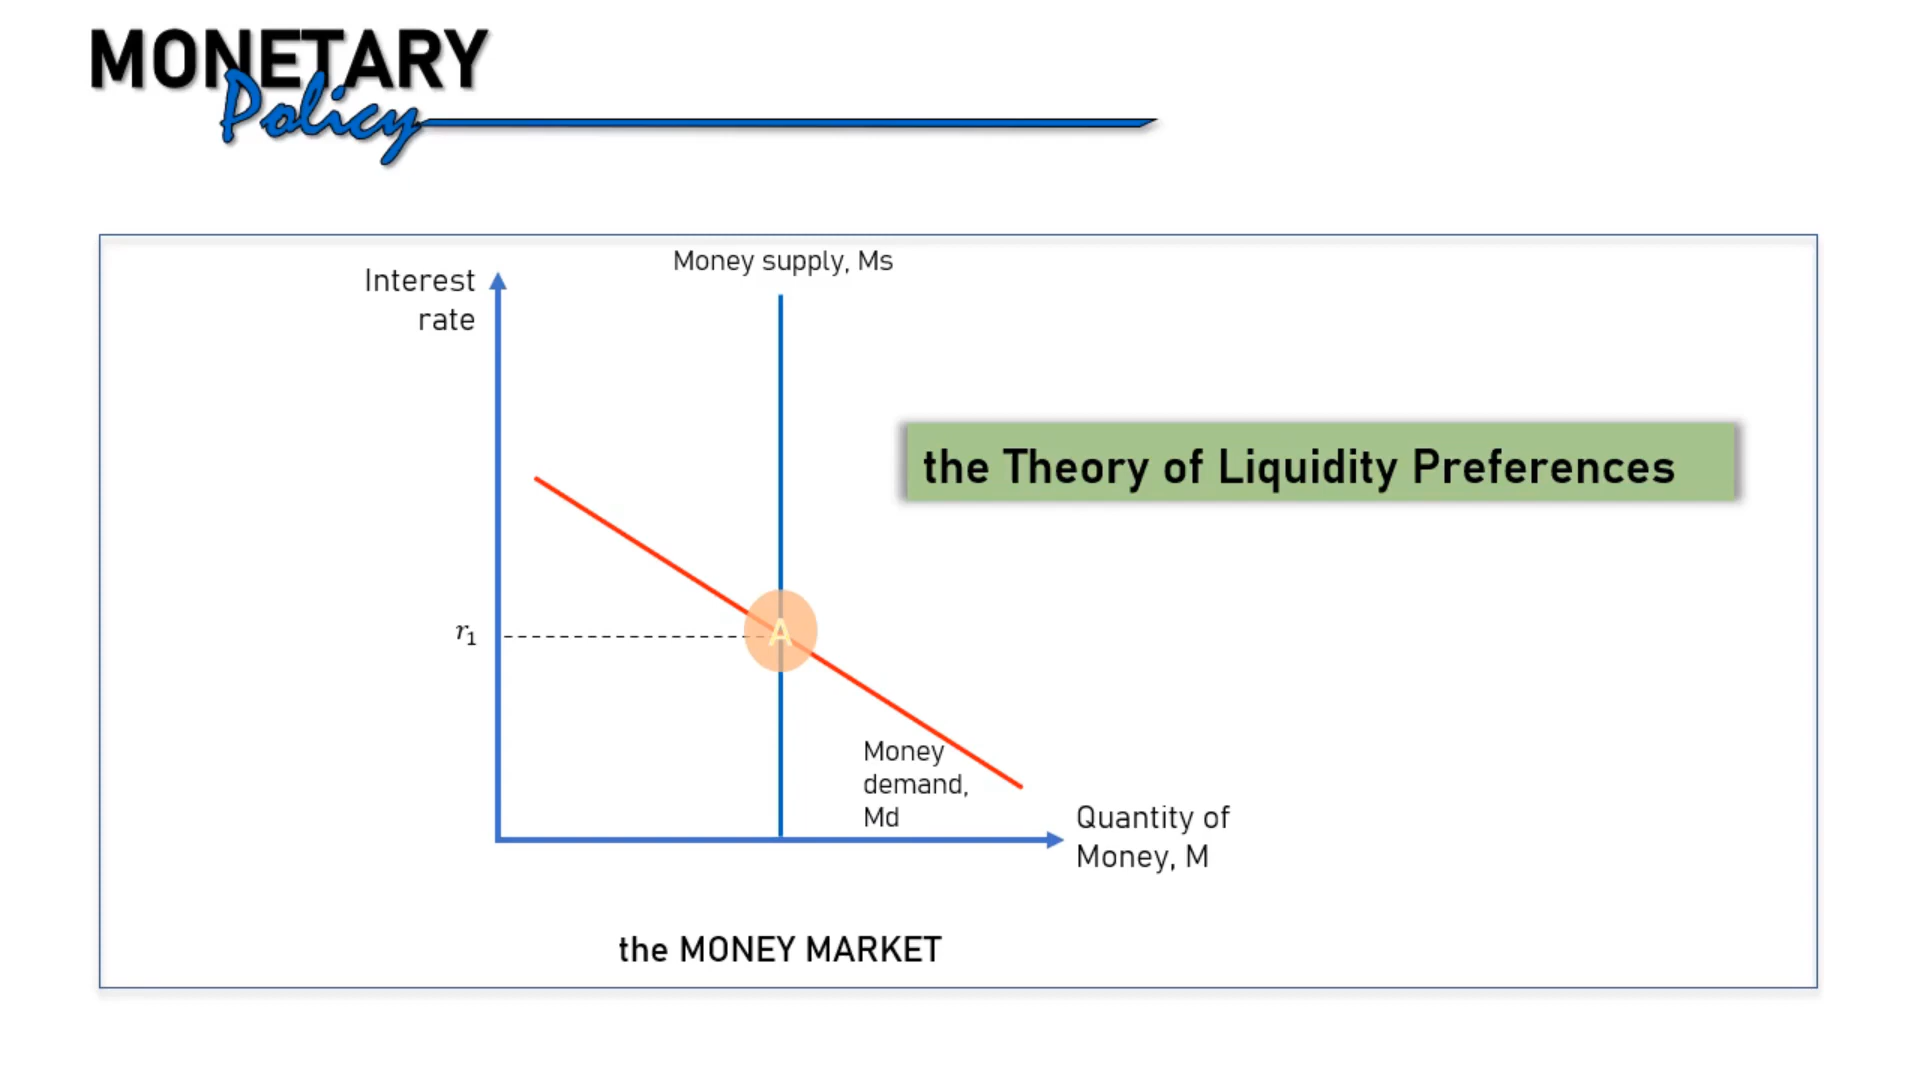 MONETARY
Policy
Money supply, Ms
Interest
rate
the Theory of Liquidity Preferences
r₁
A
Money
demand,
Md
Quantity of
Money, M
the MONEY MARKET